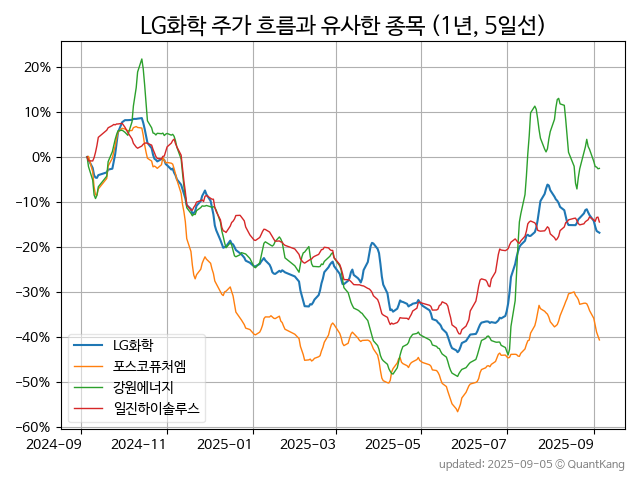 LG화학 주가 흐름과 유사한 종목 (1년, 5일선)
20%
10%
0%
−10%
−20%
−30%
−40%
−50%
−60%
LG화학
포스코퓨처엠
강원에너지
일진하이솔루스
2024-09
2024-11
2025-01
2025-03
2025-05
2025-07
2025-09
updated: 2025-09-05 © QuantKang